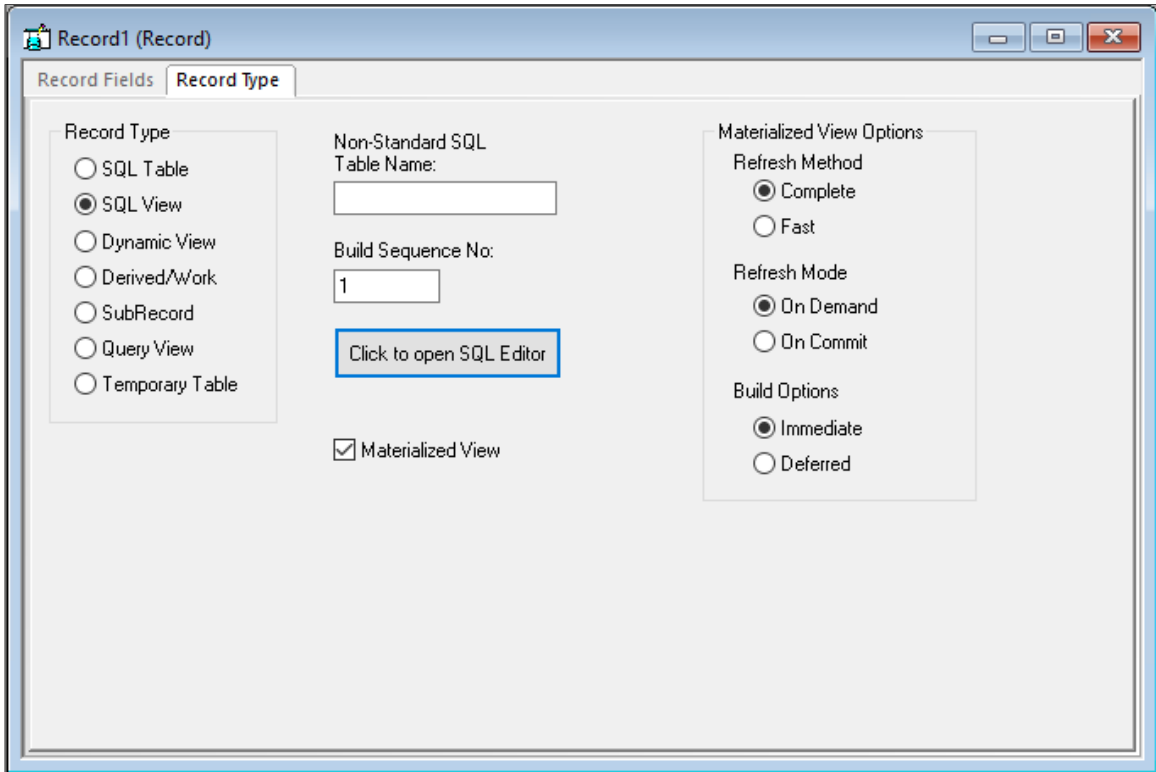 Record1 (Record)
Record Fields
Record Type
Record Type
SQL Table
SQL View
Dynamic View
Derived/Work
SubRecord
Query View
Temporary Table
Non-Standard SQL
Table Name:
Build Sequence No:
1
Click to open SQL Editor
Materialized View
Materialized View Options
Refresh Method
Complete
Fast
Refresh Mode
On Demand
On Commit
Build Options
Immediate
Deferred